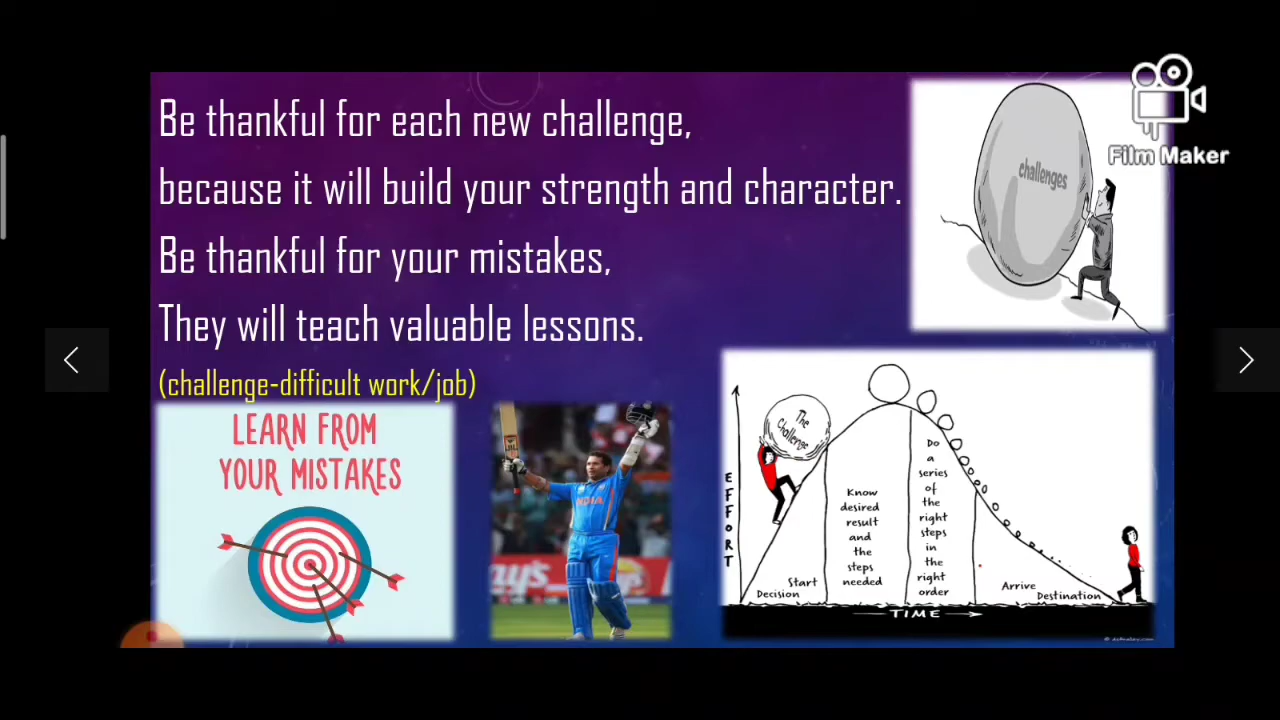 Be thankful for each new challenge,
because it will build your strength and character.
Be thankful for your mistakes,
They will teach valuable lessons.
(challenge-difficult work/job)
challenges
Film Maker
LEARN FROM
YOUR MISTAKES
INDIA
The
Challenge
EFFORT
Decision
Start
Know
desired
result
and
the
steps
needed
Do
a
series
of
the
right
steps
in
the
right
order
Arrive
Destination
TIME